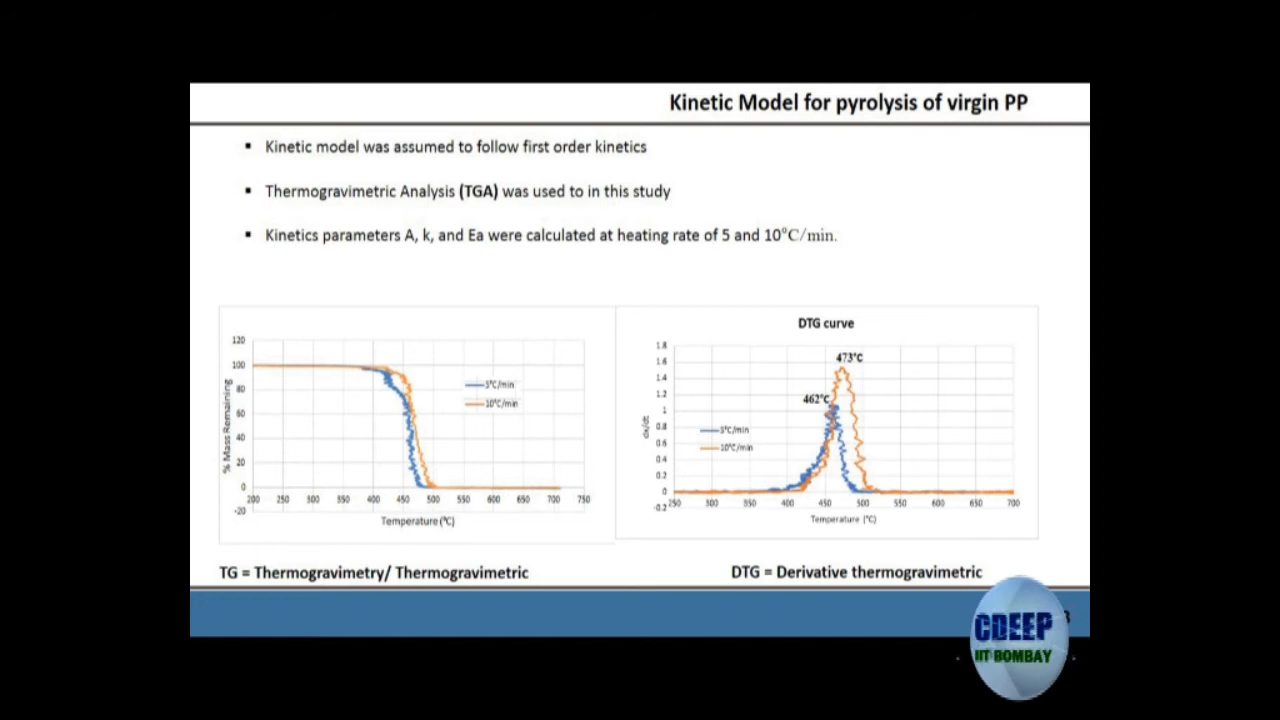 Kinetic Model for pyrolysis of virgin PP
▪ Kinetic model was assumed to follow first order kinetics
▪ Thermogravimetric Analysis (TGA) was used to in this study
▪ Kinetics parameters A, k, and Ea were calculated at heating rate of 5 and 10°C/min.
120
100
80
60
40
20
0
-20
% Mass Remaining
5°C/min
10°C/min
200 250 300 350 400 450 500 550 600 650 700 750
Temperature (°C)
DTG curve
1.8
1.6
1.4
1.2
1
0.8
0.6
0.4
0.2
0
-0.2
dx/dt
473°C
462°C
5°C/min
10°C/min
250 300 350 400 450 500 550 600 650 700
Temperature (°C)
TG = Thermogravimetry/ Thermogravimetric
DTG = Derivative thermogravimetric
CDEEP
IIT BOMBAY